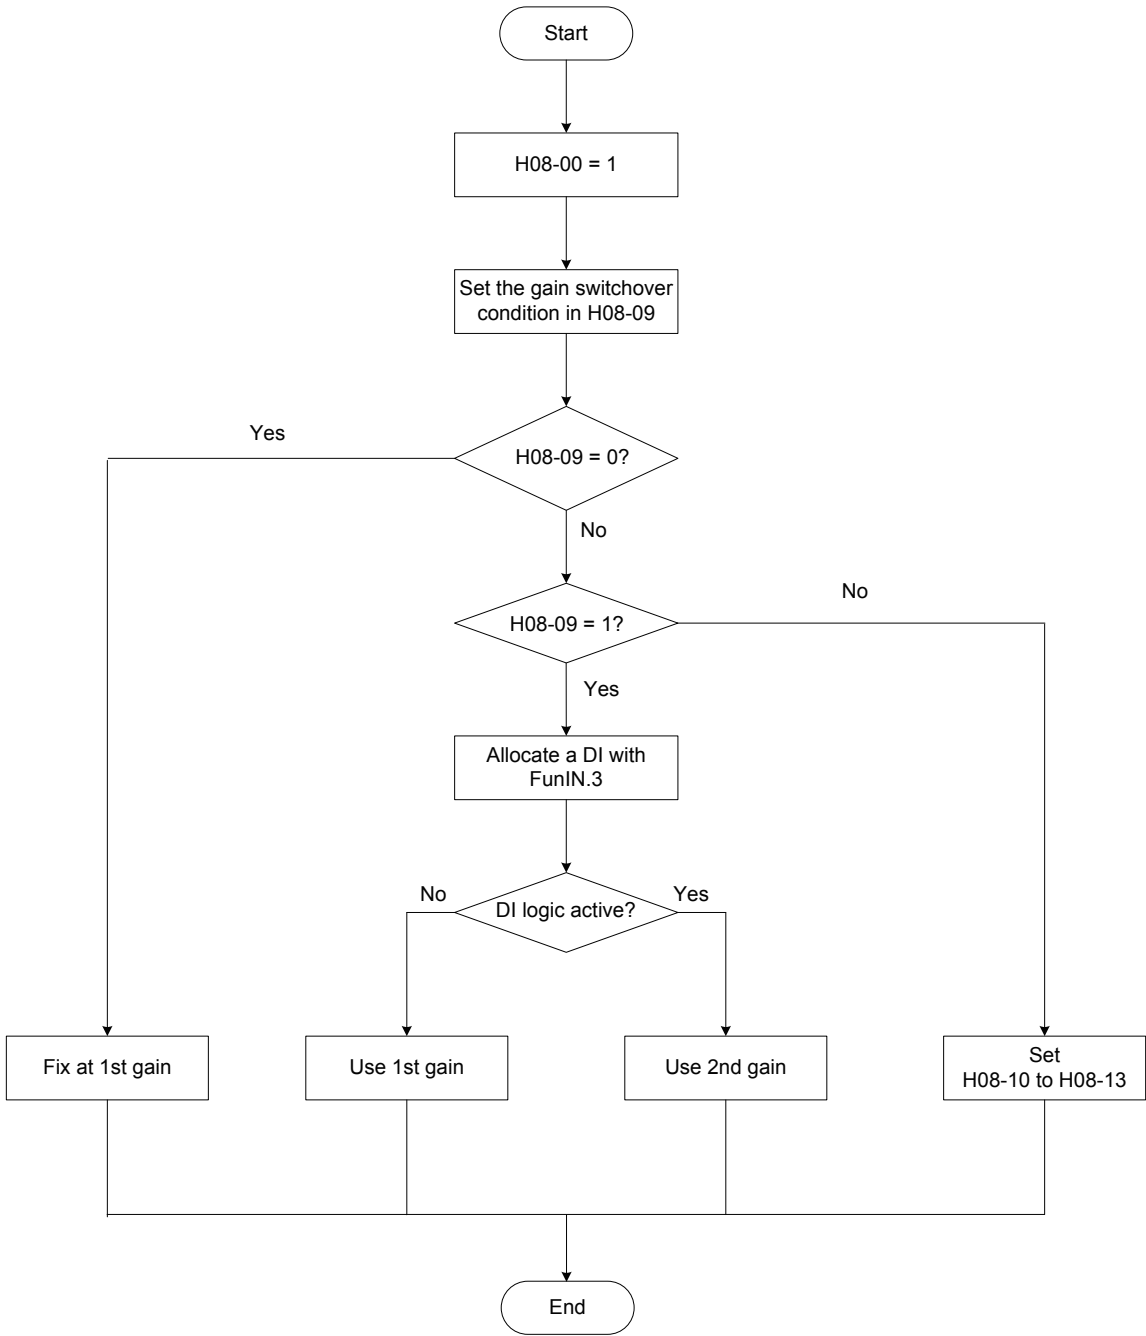 Start
H08-00 = 1
Set the gain switchover
condition in H08-09
Yes
H08-09 = 0?
No
No
H08-09 = 1?
Yes
Allocate a DI with
FunIN.3
No
Yes
DI logic active?
Fix at 1st gain
Use 1st gain
Use 2nd gain
Set
H08-10 to H08-13
End